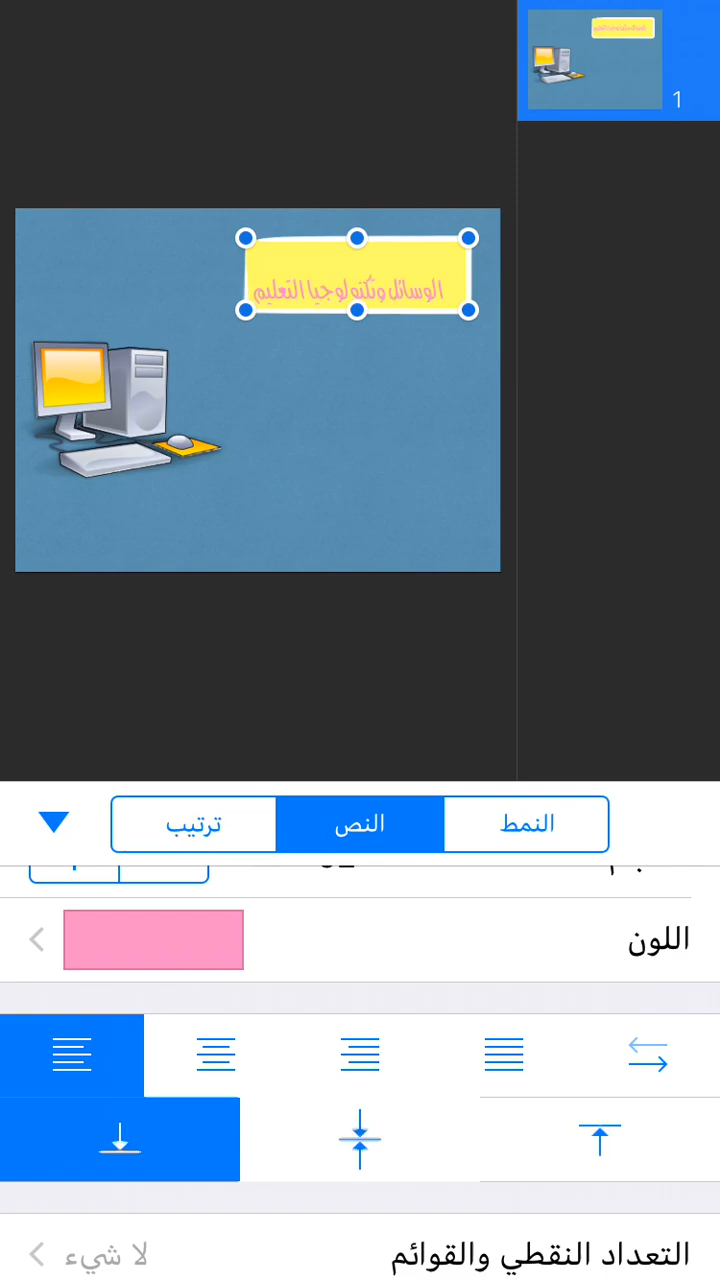 1
الوسائل وتكنولوجيا التعليم
النمط
النص
ترتيب
اللون
التعداد النقطي والقوائم
لا شيء